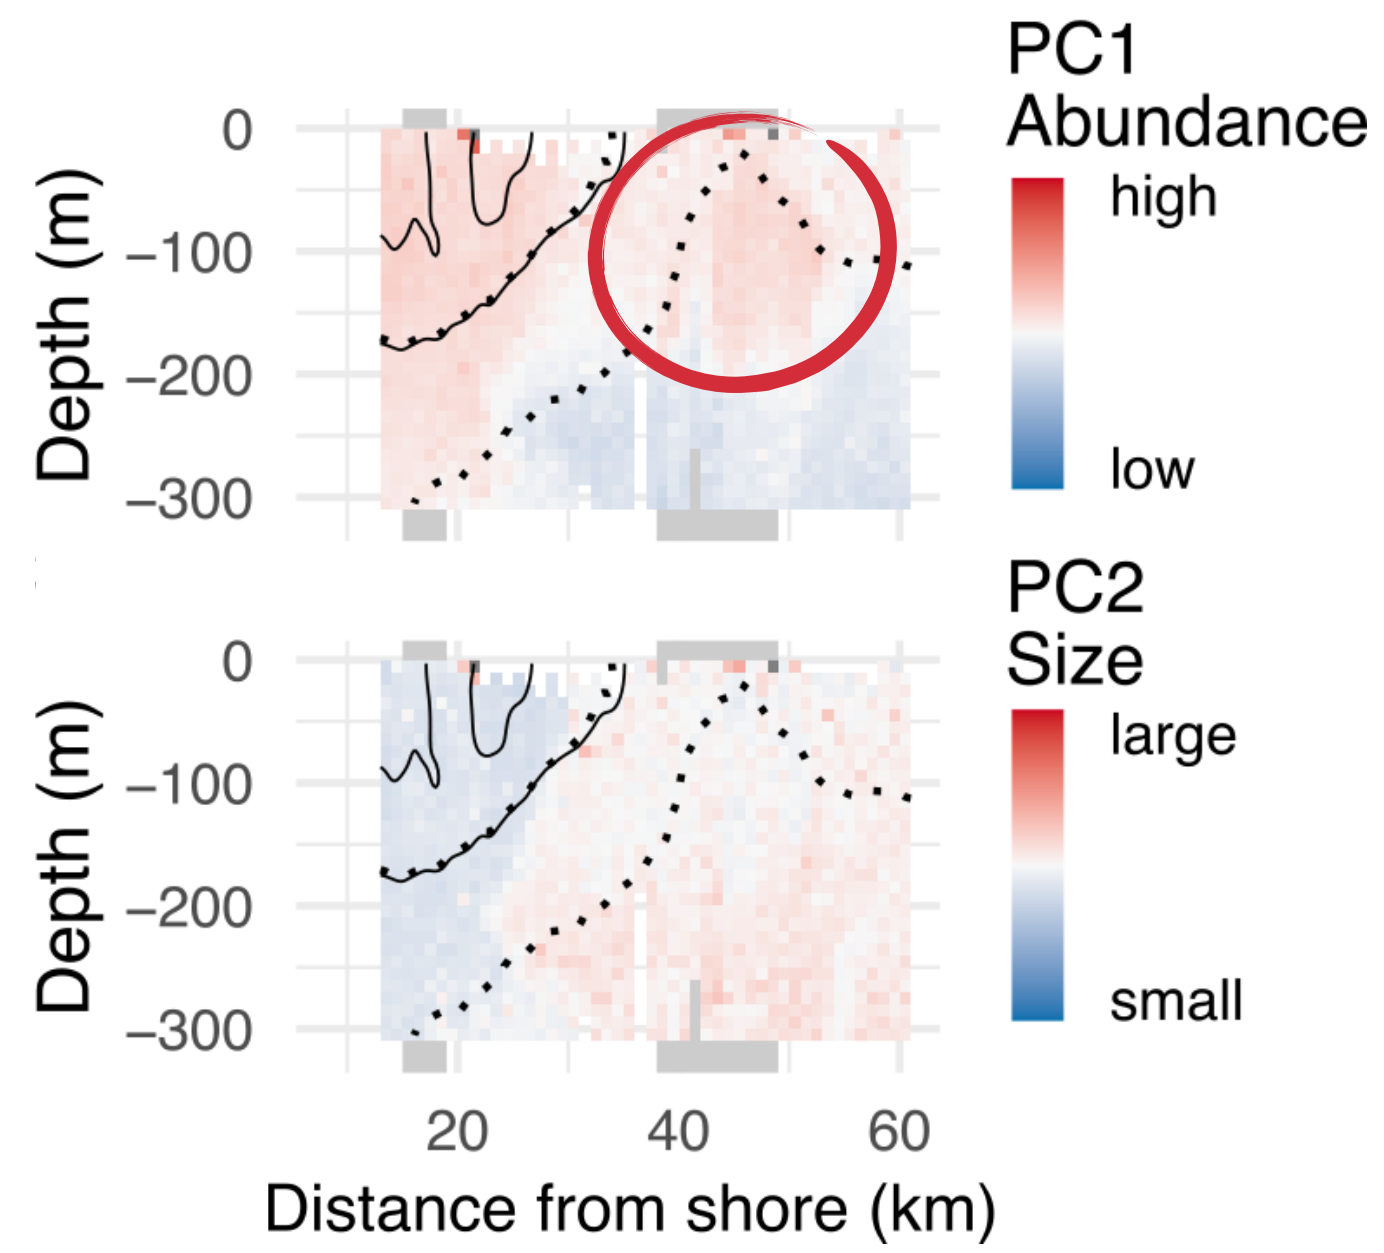 PC1
Abundance
high
low
0
−100
−200
−300
Depth (m)
PC2
Size
large
small
0
−100
−200
−300
Depth (m)
20 40 60
Distance from shore (km)